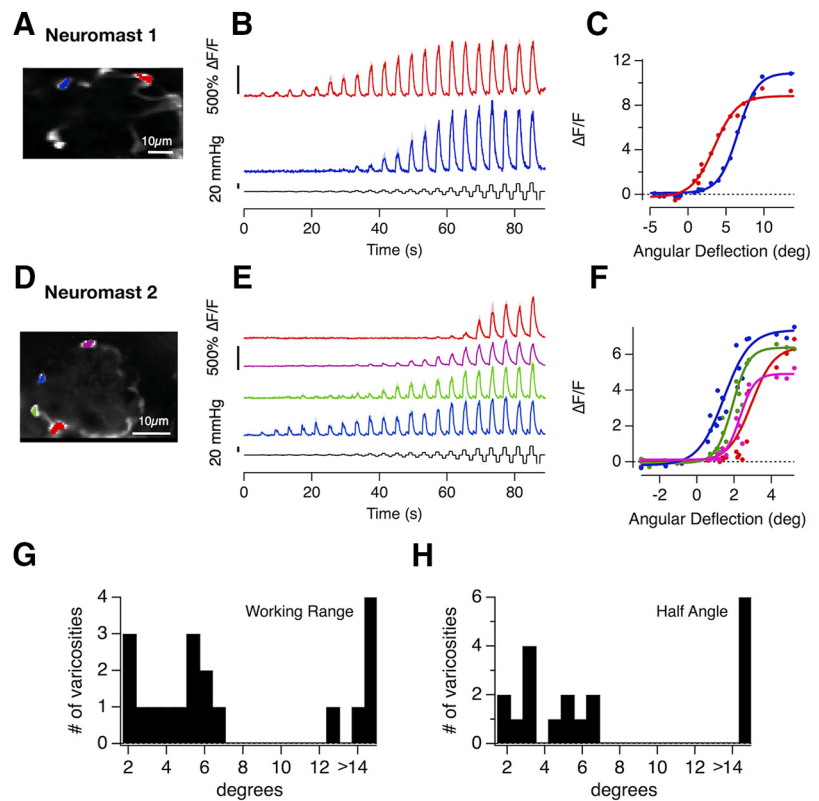 A
Neuromast 1
10µm
B
500% ΔF/F
20 mmHg
0 20 40 60 80
Time (s)
C
12
8
4
0
ΔF/F
-5 0 5 10
Angular Deflection (deg)
D
Neuromast 2
10µm
E
500% ΔF/F
20 mmHg
0 20 40 60 80
Time (s)
F
6
4
2
0
ΔF/F
-2 0 2 4
Angular Deflection (deg)
G
Working Range
4
3
2
1
0
# of varicosities
2 4 6 8 10 12 >14
degrees
H
Half Angle
6
4
2
0
# of varicosities
2 4 6 8 10 12 >14
degrees